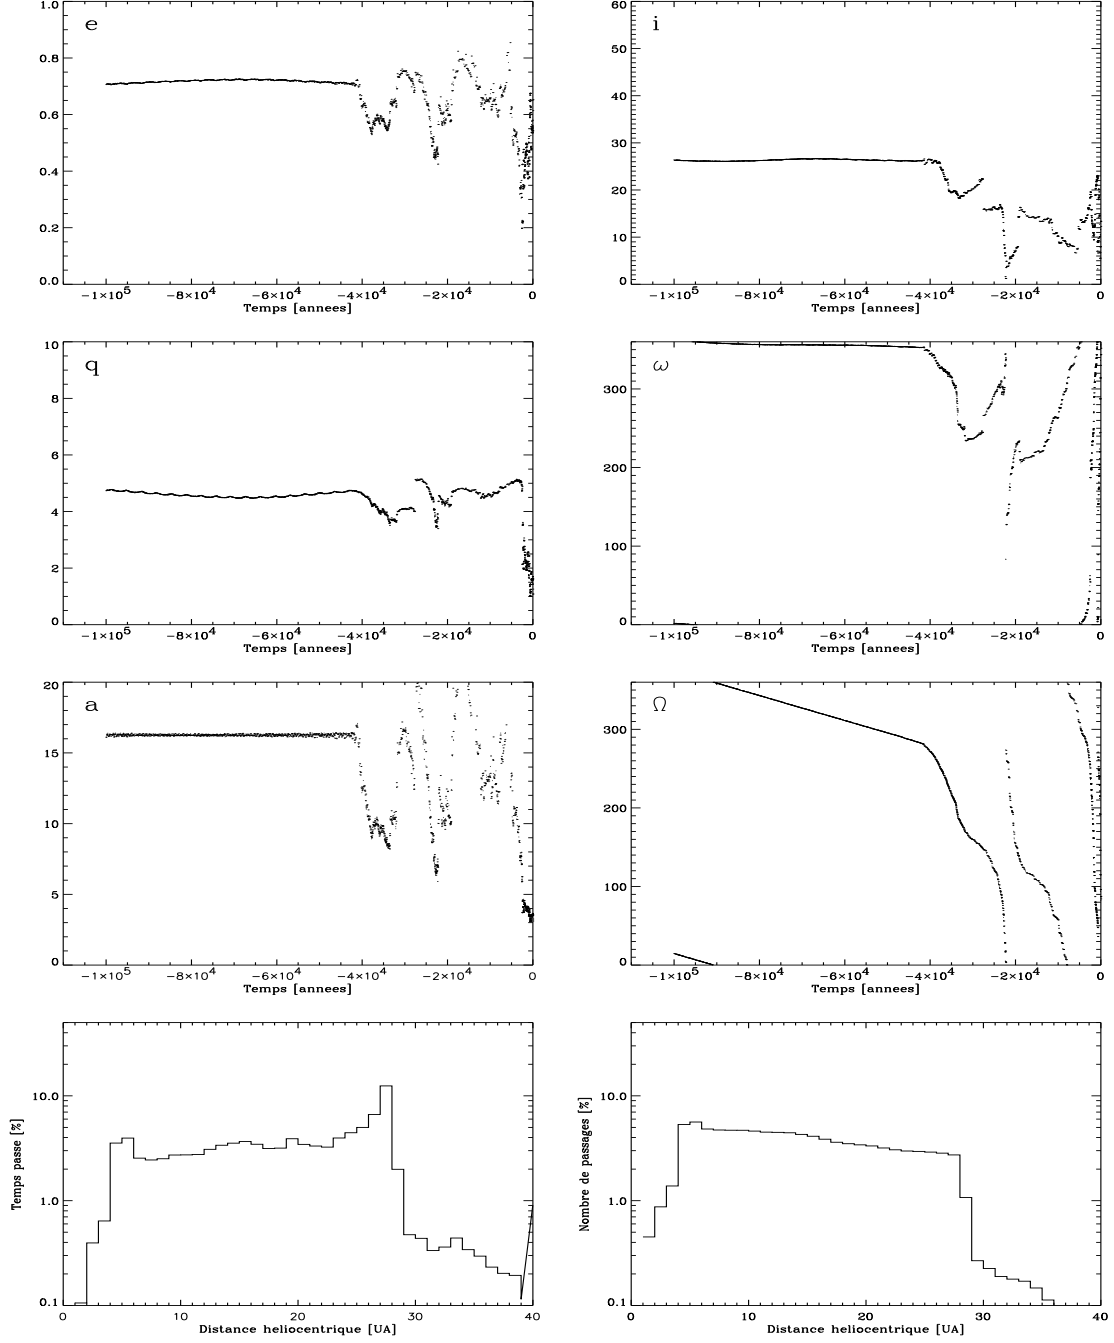 e
1.0
0.8
0.6
0.4
0.2
0.0
−1×10⁵ −8×10⁴ −6×10⁴ −4×10⁴ −2×10⁴ 0
Temps [annees]
i
60
50
40
30
20
10
0
−1×10⁵ −8×10⁴ −6×10⁴ −4×10⁴ −2×10⁴ 0
Temps [annees]
q
10
8
6
4
2
0
−1×10⁵ −8×10⁴ −6×10⁴ −4×10⁴ −2×10⁴ 0
Temps [annees]
ω
300
200
100
0
−1×10⁵ −8×10⁴ −6×10⁴ −4×10⁴ −2×10⁴ 0
Temps [annees]
a
20
15
10
5
0
−1×10⁵ −8×10⁴ −6×10⁴ −4×10⁴ −2×10⁴ 0
Temps [annees]
Ω
300
200
100
0
−1×10⁵ −8×10⁴ −6×10⁴ −4×10⁴ −2×10⁴ 0
Temps [annees]
Temps passe [%]
10.0
1.0
0.1
0 10 20 30 40
Distance heliocentrique [UA]
Nombre de passages [%]
10.0
1.0
0.1
0 10 20 30 40
Distance heliocentrique [UA]